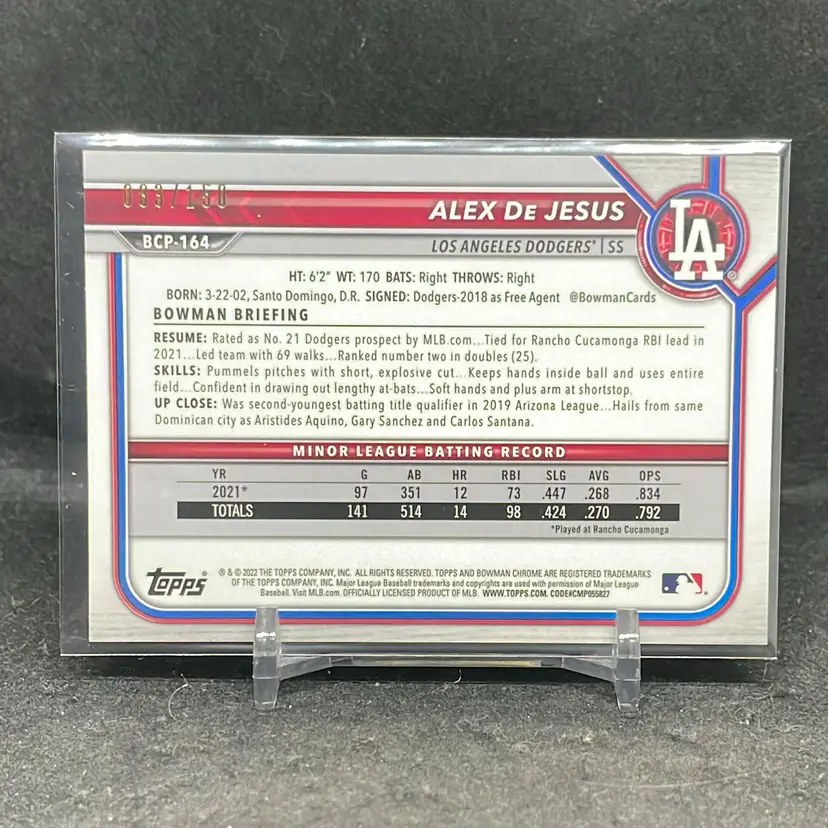 083/150
ALEX DE JESUS
BCP-164
LOS ANGELES DODGERS® | SS
LA
®
HT: 6'2" WT: 170 BATS: Right THROWS: Right
BORN: 3-22-02, Santo Domingo, D.R. SIGNED: Dodgers-2018 as Free Agent @BowmanCards
BOWMAN BRIEFING
RESUME: Rated as No. 21 Dodgers prospect by MLB.com...Tied for Rancho Cucamonga RBI lead in
2021...Led team with 69 walks...Ranked number two in doubles (25).
SKILLS: Pummels pitches with short, explosive cut...Keeps hands inside ball and uses entire
field...Confident in drawing out lengthy at-bats...Soft hands and plus arm at shortstop.
UP CLOSE: Was second-youngest batting title qualifier in 2019 Arizona League...Hails from same
Dominican city as Aristides Aquino, Gary Sanchez and Carlos Santana.
MINOR LEAGUE BATTING RECORD
YR G AB HR RBI SLG AVG OPS
2021* 97 351 12 73 .447 .268 .834
TOTALS 141 514 14 98 .424 .270 .792
*Played at Rancho Cucamonga
Topps®
® & © 2022 THE TOPPS COMPANY, INC. ALL RIGHTS RESERVED. TOPPS AND BOWMAN CHROME ARE REGISTERED TRADEMARKS
OF THE TOPPS COMPANY, INC. Major League Baseball trademarks and copyrights are used with permission of Major League
Baseball. Visit MLB.com. OFFICIALLY LICENSED PRODUCT OF MLB. WWW.TOPPS.COM. CODE#CMP055827